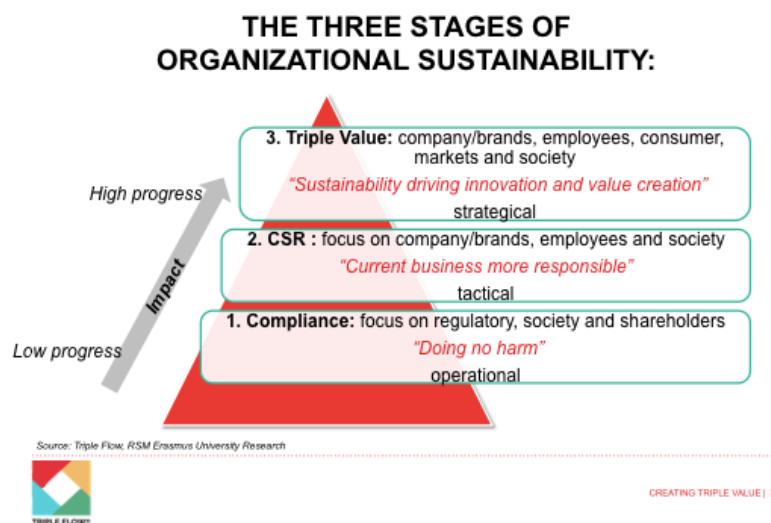 THE THREE STAGES OF
ORGANIZATIONAL SUSTAINABILITY:
3. Triple Value: company/brands, employees, consumer,
markets and society
“Sustainability driving innovation and value creation”
strategical
High progress
2. CSR : focus on company/brands, employees and society
“Current business more responsible”
tactical
Impact
1. Compliance: focus on regulatory, society and shareholders
“Doing no harm”
operational
Low progress
Source: Triple Flow, RSM Erasmus University Research
CREATING TRIPLE VALUE |
TRIPLE FLOW